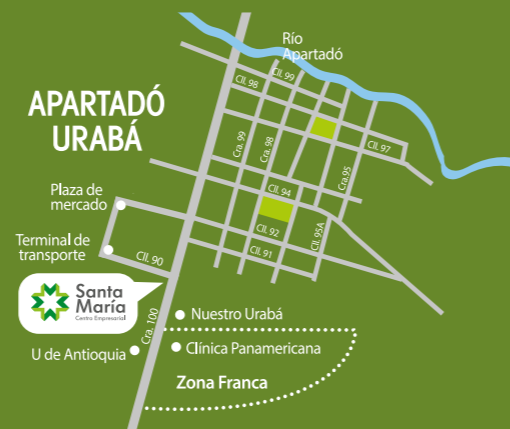 Río
Apartadó
APARTADÓ
URABÁ
Cll. 99
Cll. 98
Cra. 99
Cra. 98
Cll. 97
Cra. 95
Plaza de
mercado
Cll. 94
Terminal de
transporte
Cll. 92
Cll. 95A
Cll. 91
Cll. 90
Santa
María
Centro Empresarial
Cra. 100
Nuestro Urabá
U de Antioquia
Clínica Panamericana
Zona Franca